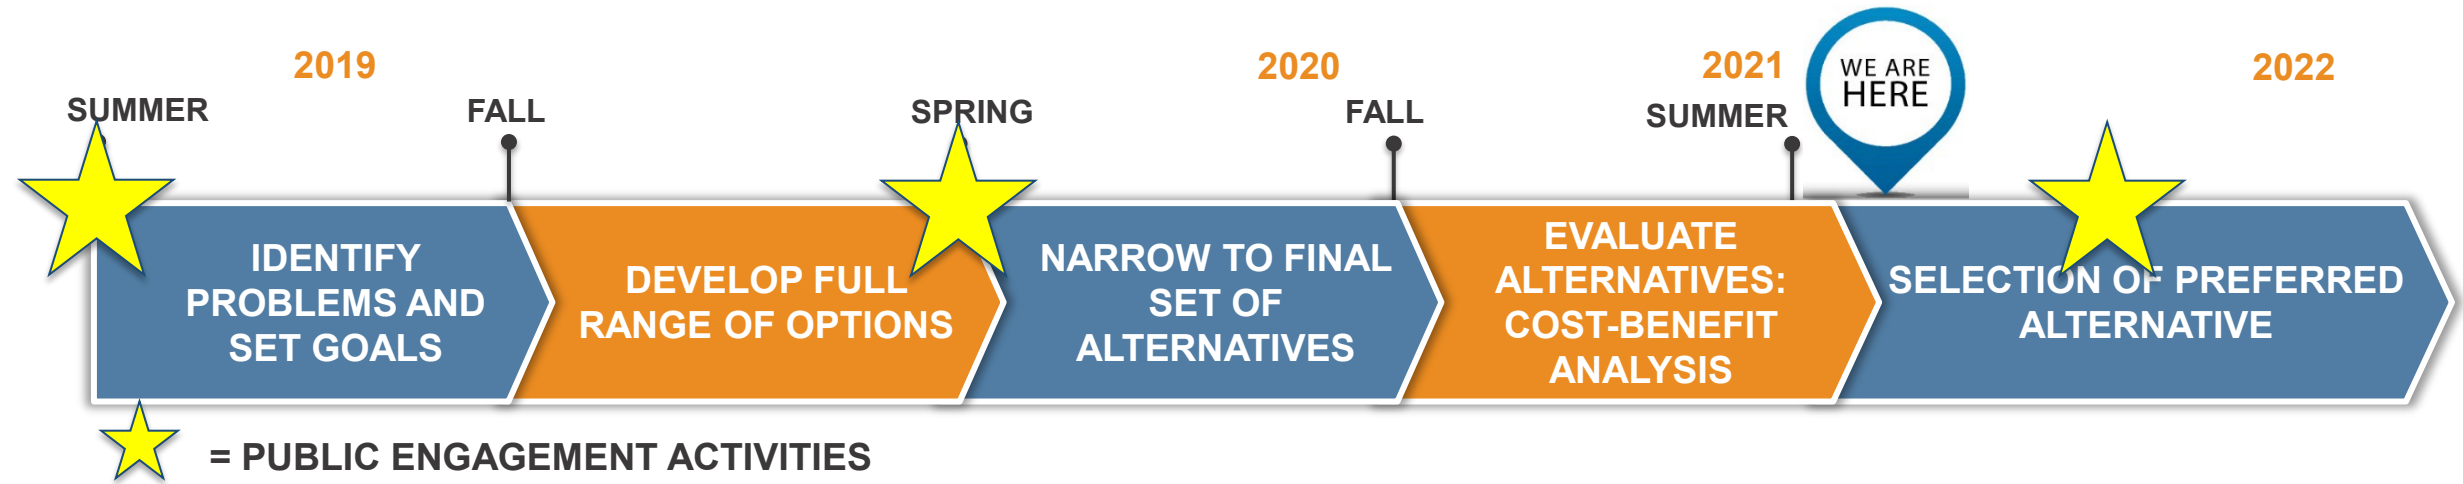 2019
2020
2021
2022
SUMMER
FALL
SPRING
FALL
SUMMER
WE ARE
HERE
IDENTIFY
PROBLEMS AND
SET GOALS
DEVELOP FULL
RANGE OF OPTIONS
NARROW TO FINAL
SET OF
ALTERNATIVES
EVALUATE
ALTERNATIVES:
COST-BENEFIT
ANALYSIS
SELECTION OF PREFERRED
ALTERNATIVE
= PUBLIC ENGAGEMENT ACTIVITIES